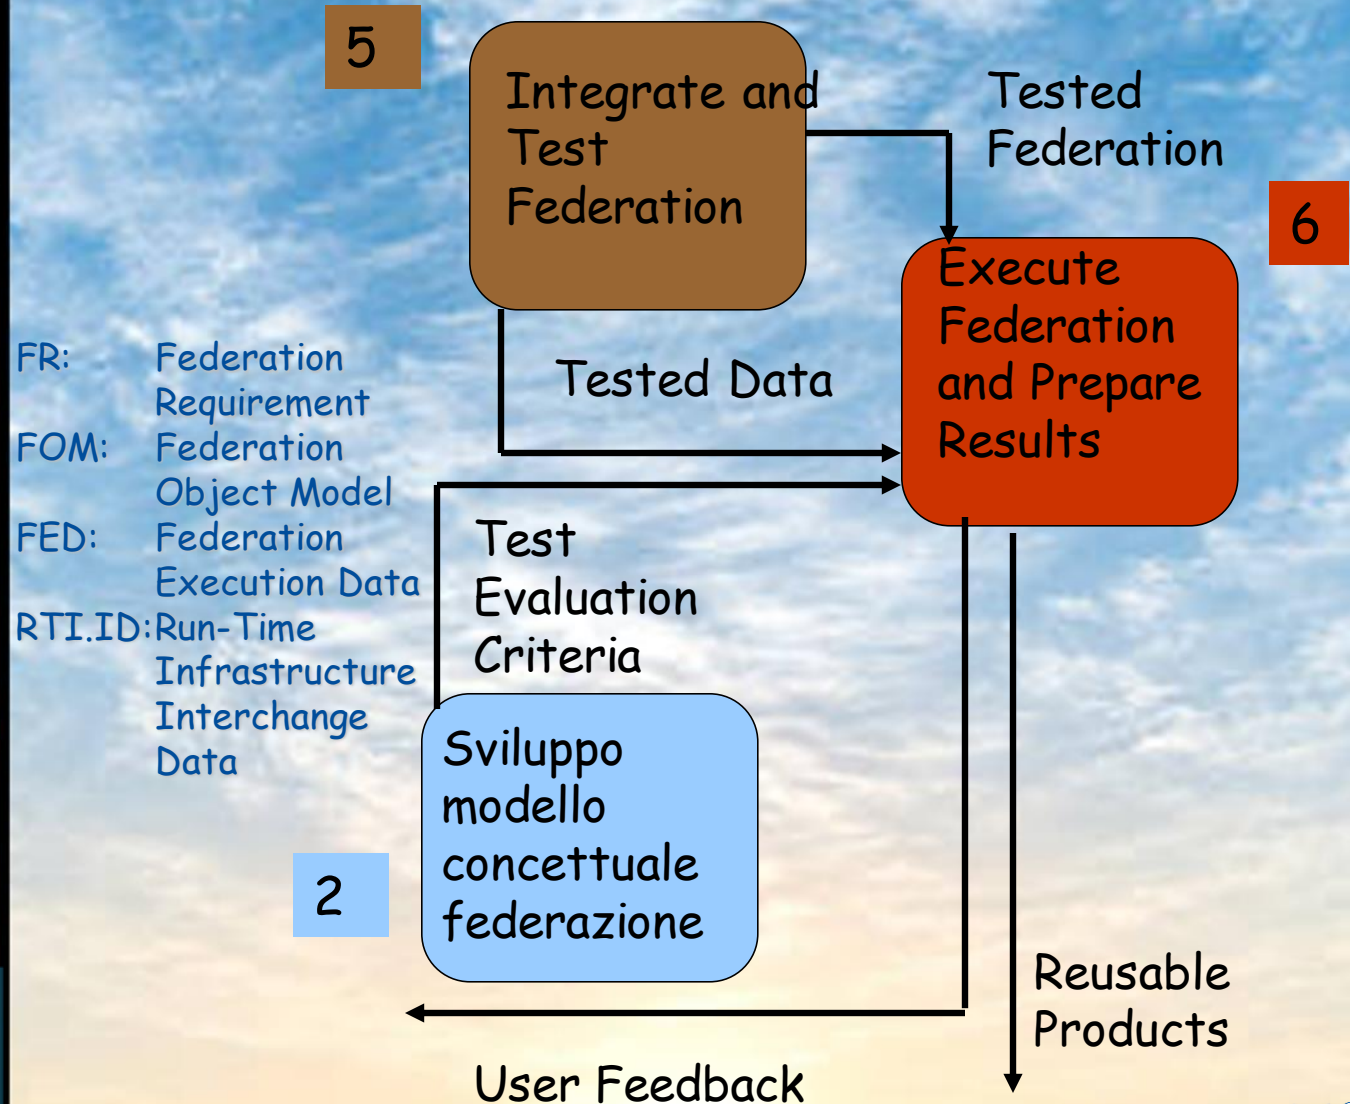 5
Integrate and
Test
Federation
Tested
Federation
6
Execute
Federation
and Prepare
Results
Tested Data
FR: Federation
Requirement
FOM: Federation
Object Model
FED: Federation
Execution Data
RTI.ID: Run-Time
Infrastructure
Interchange
Data
Test
Evaluation
Criteria
Sviluppo
modello
concettuale
federazione
2
Reusable
Products
User Feedback